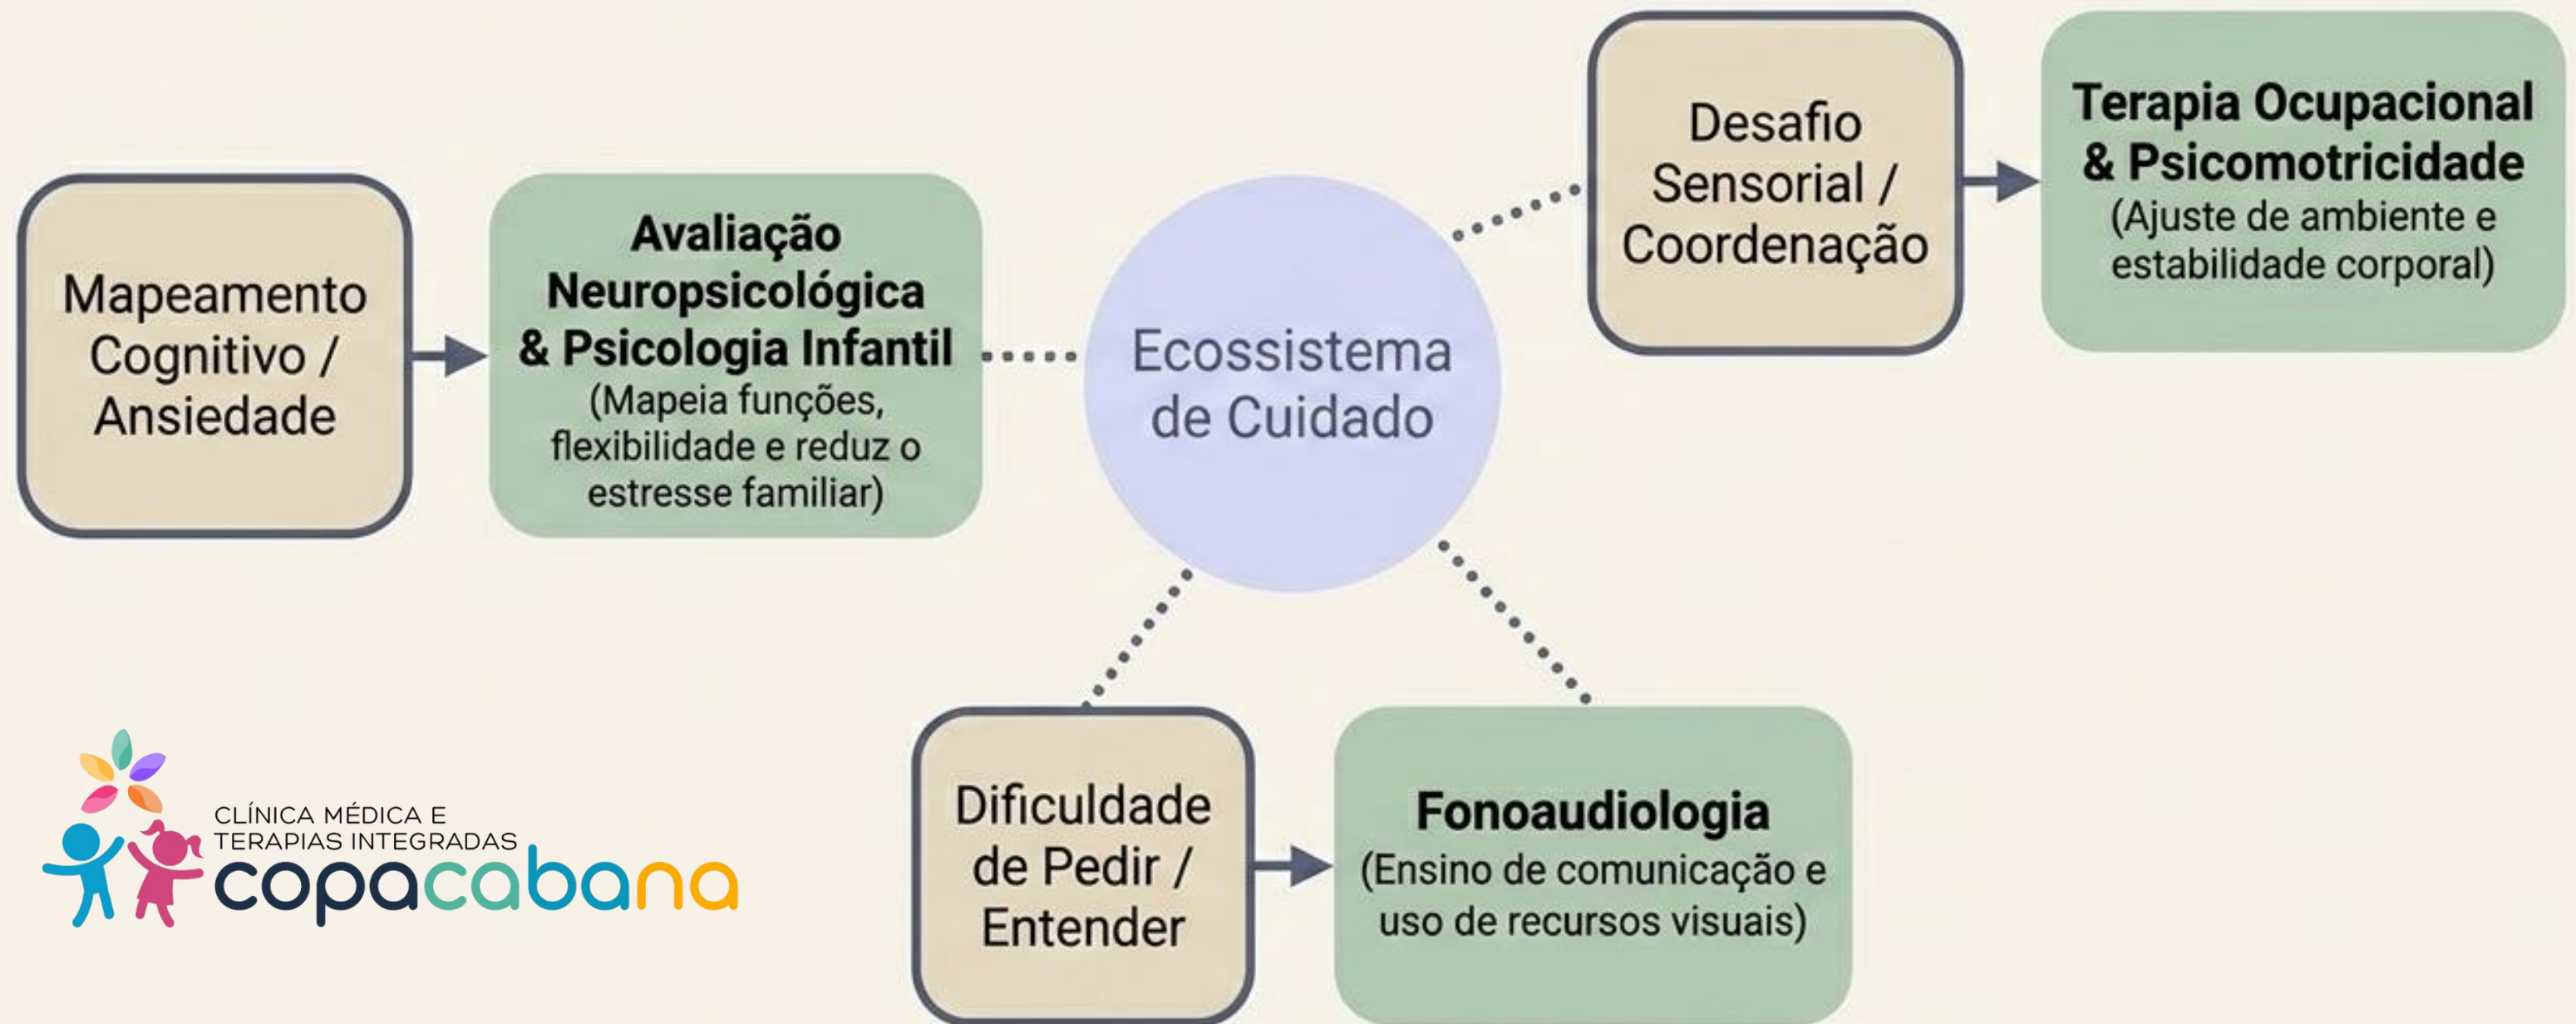 Mapeamento
Cognitivo /
Ansiedade
Avaliação
Neuropsicológica
& Psicologia Infantil
(Mapeia funções,
flexibilidade e reduz o
estresse familiar)
Ecossistema
de Cuidado
Desafio
Sensorial /
Coordenação
Terapia Ocupacional
& Psicomotricidade
(Ajuste de ambiente e
estabilidade corporal)
Dificuldade
de Pedir /
Entender
Fonoaudiologia
(Ensino de comunicação e
uso de recursos visuais)
CLÍNICA MÉDICA E
TERAPIAS INTEGRADAS
copacabana